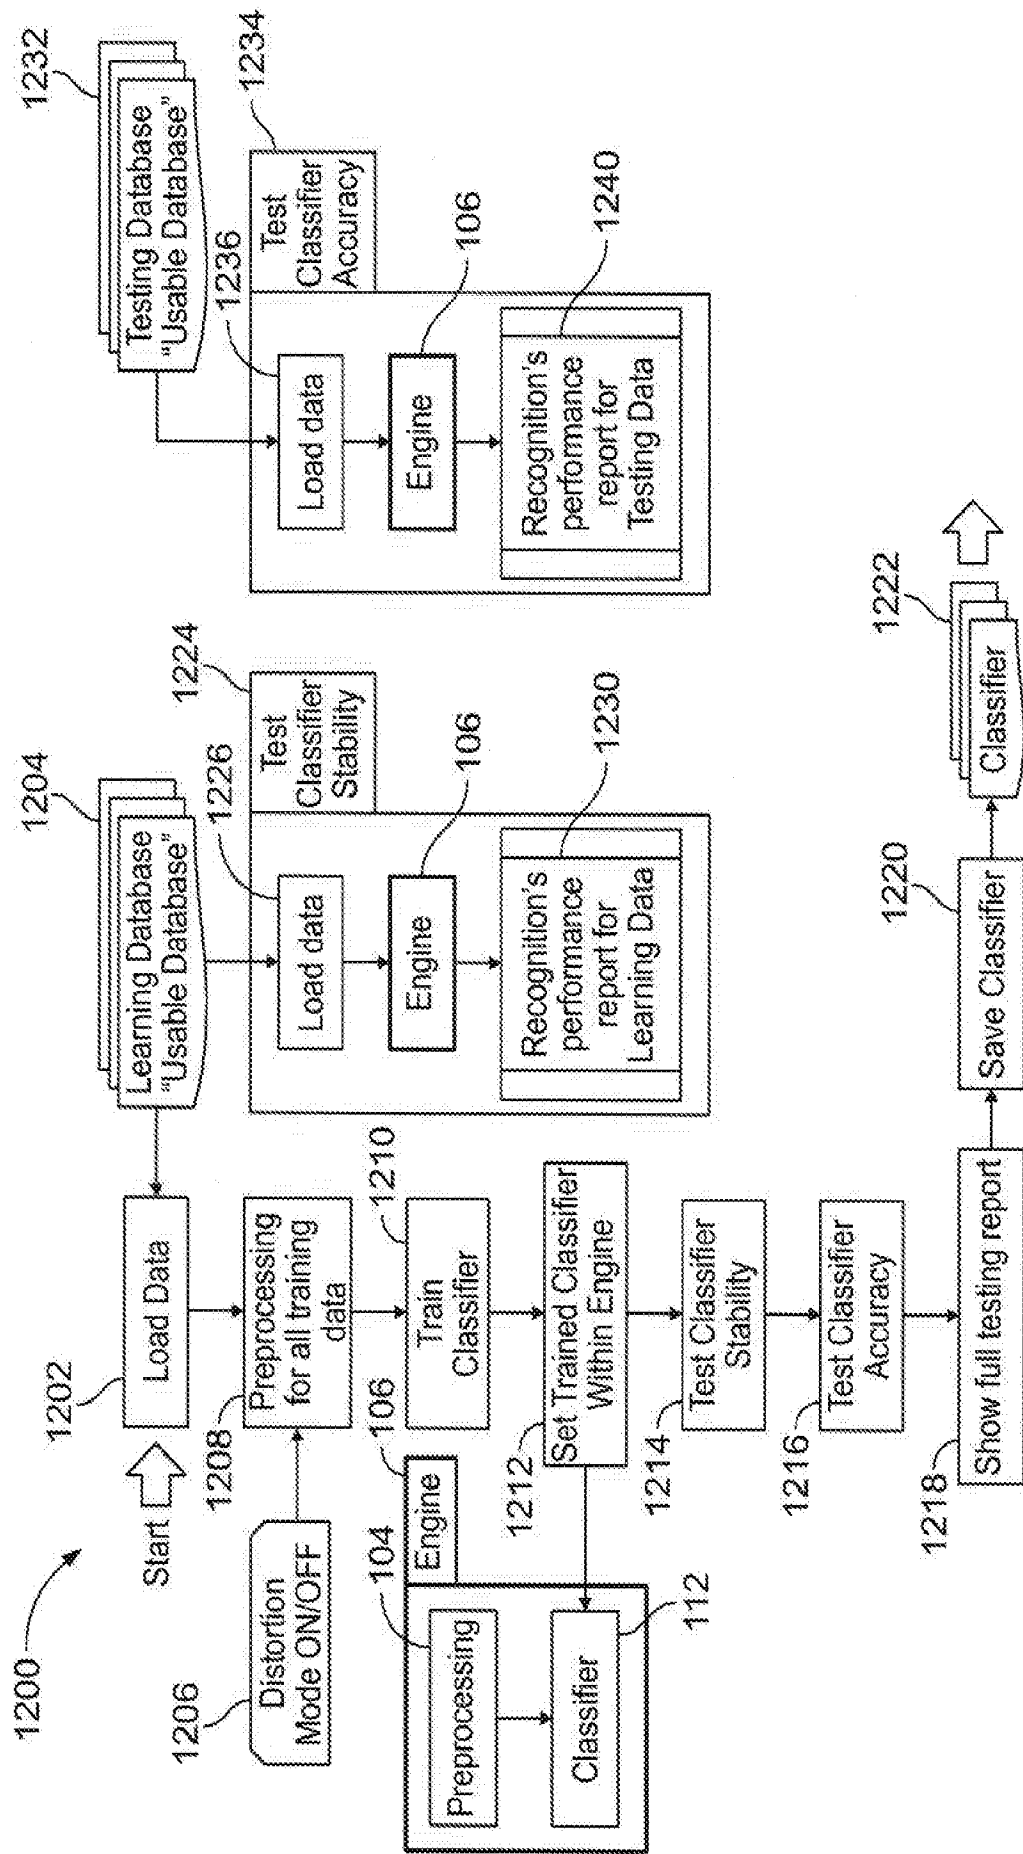 1200
Start
1202
Load Data
1204
Learning Database
"Usable Database"
1232
Testing Database
"Usable Database"
1206
Distortion
Mode ON/OFF
1208
Preprocessing
for all training
data
1210
Train
Classifier
106
Engine
104
Preprocessing
Classifier
112
1212
Set Trained Classifier
Within Engine
1214
Test Classifier
Stability
1216
Test Classifier
Accuracy
1218
Show full testing report
1220
Save Classifier
1222
Classifier
1224
Test
Classifier
Stability
1226
Load data
106
Engine
1230
Recognition's
performance
report for
Learning Data
1234
Test
Classifier
Accuracy
1236
Load data
106
Engine
1240
Recognition's
performance
report for
Testing Data